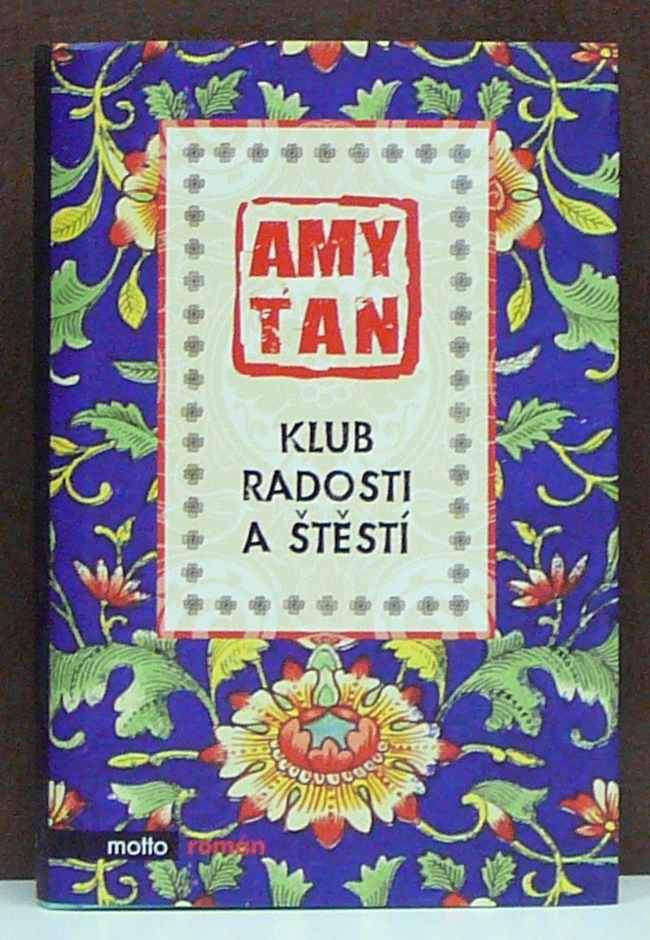 AMY
TAN
KLUB
RADOSTI
A ŠTĚSTÍ
motto román